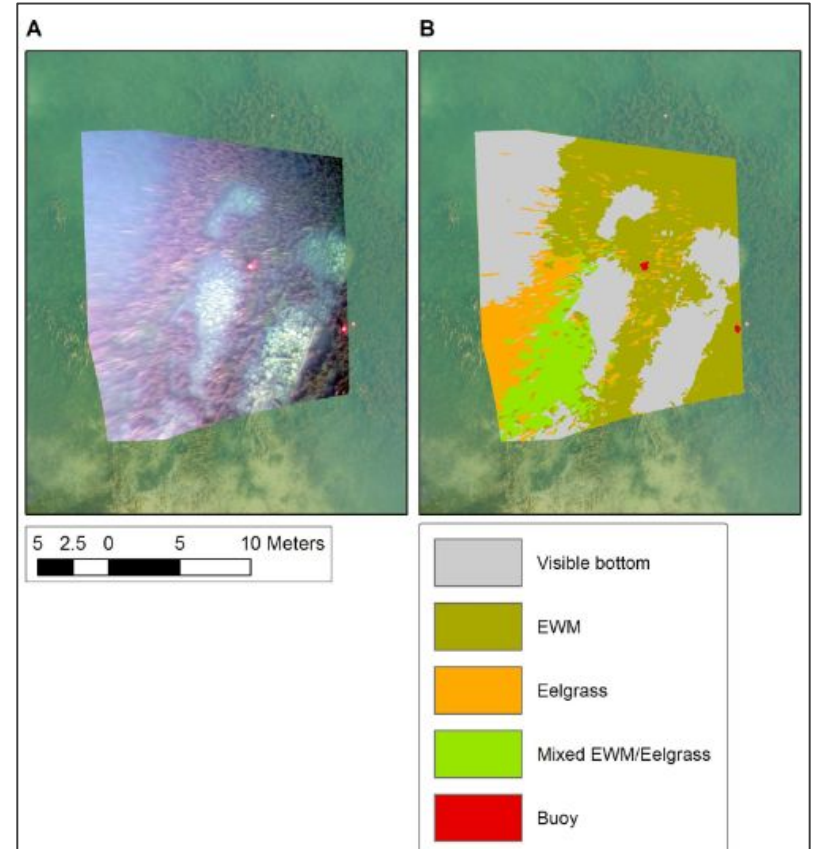 A
B
5 2.5 0 5 10 Meters
Visible bottom
EWM
Eelgrass
Mixed EWM/Eelgrass
Buoy